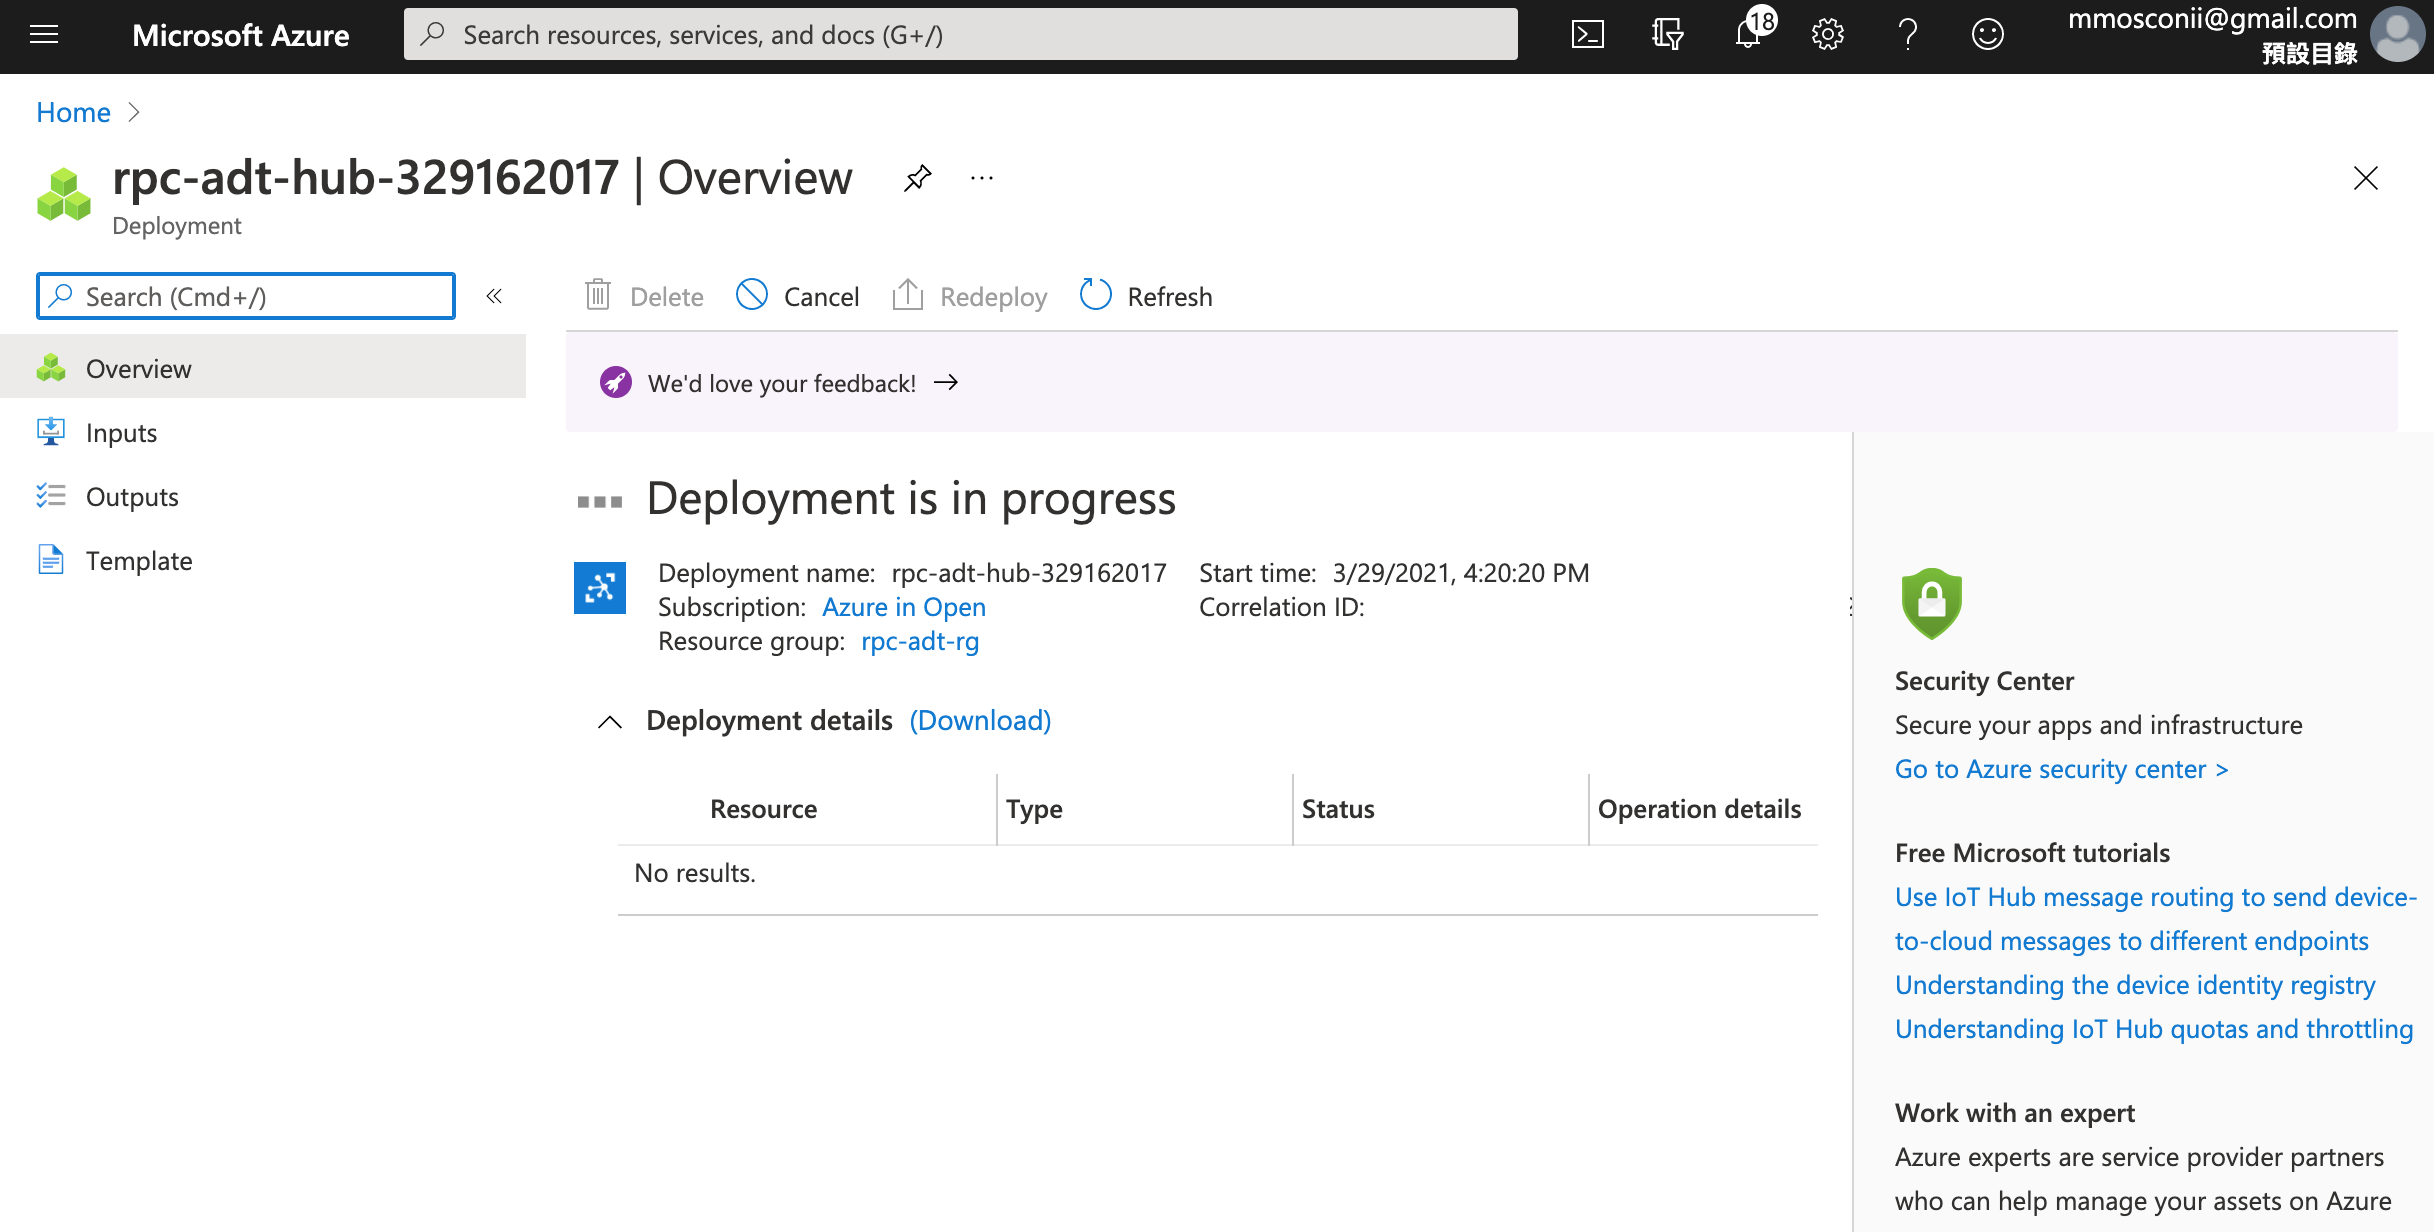 Microsoft Azure
Search resources, services, and docs (G+/)
18
mmosconii@gmail.com
預設目錄
Home
rpc-adt-hub-329162017 | Overview
Deployment
Search (Cmd+/)
Overview
Inputs
Outputs
Template
Delete
Cancel
Redeploy
Refresh
We'd love your feedback!
Deployment is in progress
Deployment name: rpc-adt-hub-329162017
Subscription: Azure in Open
Resource group: rpc-adt-rg
Start time: 3/29/2021, 4:20:20 PM
Correlation ID:
Deployment details (Download)
Resource Type Status Operation details
No results.
Security Center
Secure your apps and infrastructure
Go to Azure security center >
Free Microsoft tutorials
Use IoT Hub message routing to send device-
to-cloud messages to different endpoints
Understanding the device identity registry
Understanding IoT Hub quotas and throttling
Work with an expert
Azure experts are service provider partners
who can help manage your assets on Azure